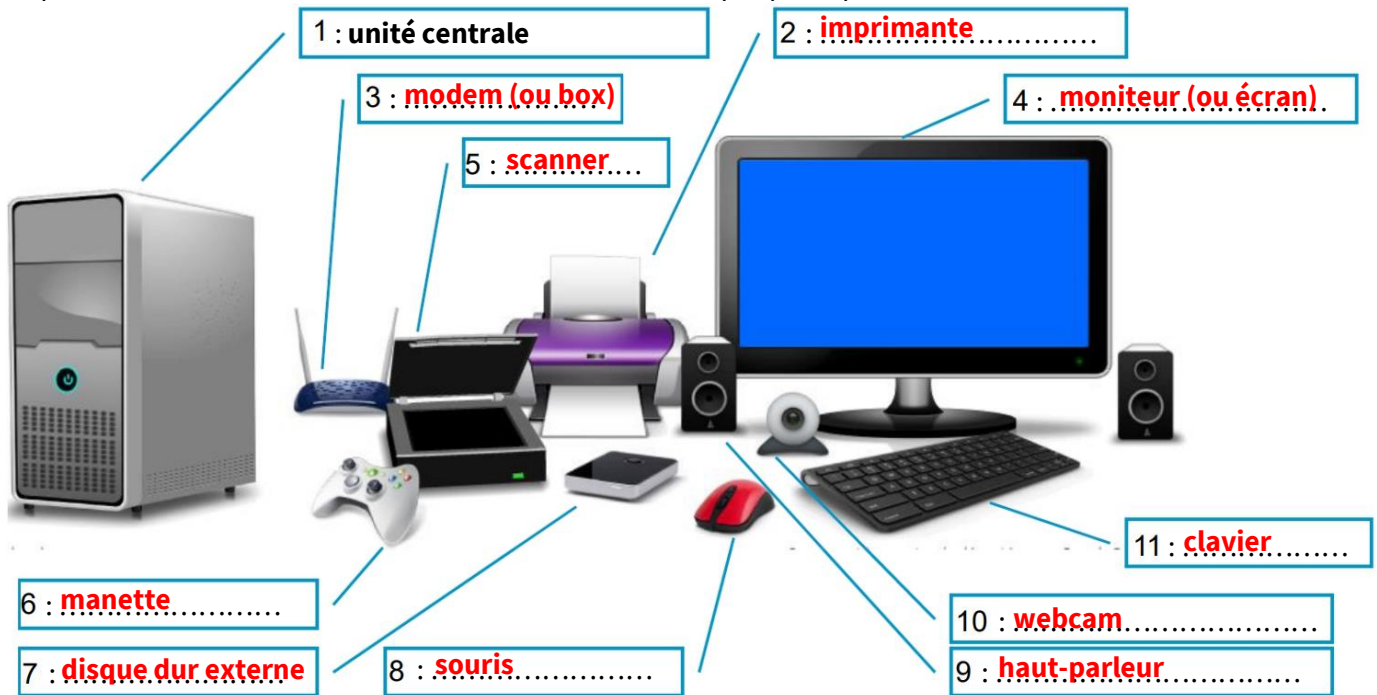 1 : unité centrale
2 : imprimante
3 : modem (ou box)
4 : moniteur (ou écran)
5 : scanner
6 : manette
7 : disque dur externe
8 : souris
11 : clavier
10 : webcam
9 : haut-parleur